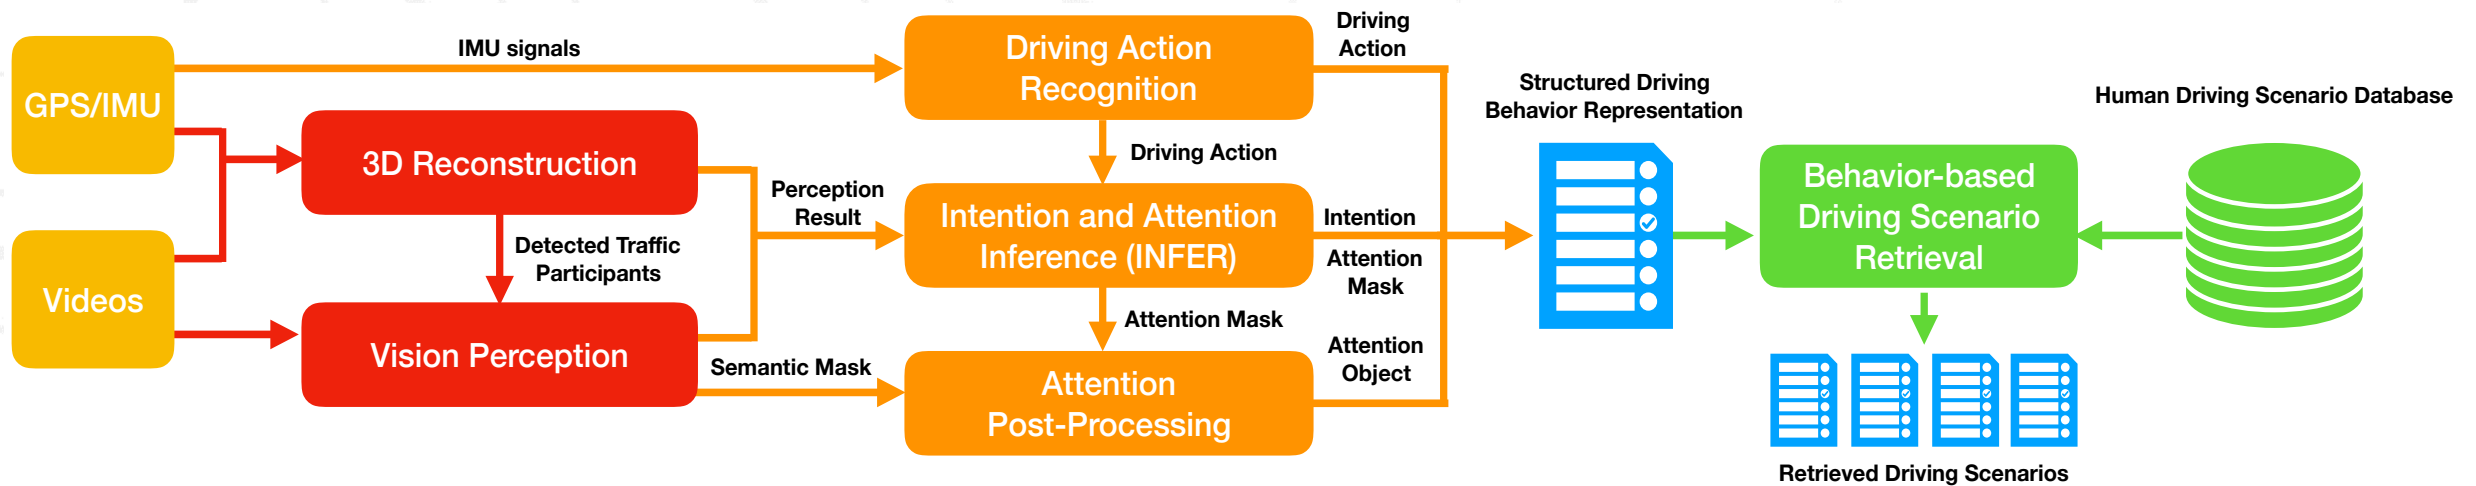 GPS/IMU
Videos
IMU signals
3D Reconstruction
Detected Traffic
Participants
Vision Perception
Perception
Result
Semantic Mask
Driving Action
Recognition
Driving Action
Intention and Attention
Inference (INFER)
Attention Mask
Attention
Post-Processing
Driving
Action
Intention
Attention
Mask
Attention
Object
Structured Driving
Behavior Representation
Behavior-based
Driving Scenario
Retrieval
Human Driving Scenario Database
Retrieved Driving Scenarios